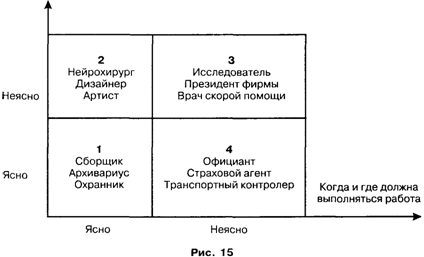 2
Нейрохирург
Дизайнер
Артист
3
Исследователь
Президент фирмы
Врач скорой помощи
Неясно
1
Сборщик
Архивариус
Охранник
4
Официант
Страховой агент
Транспортный контролер
Ясно
Когда и где должна
выполняться работа
Ясно
Неясно
Рис. 15